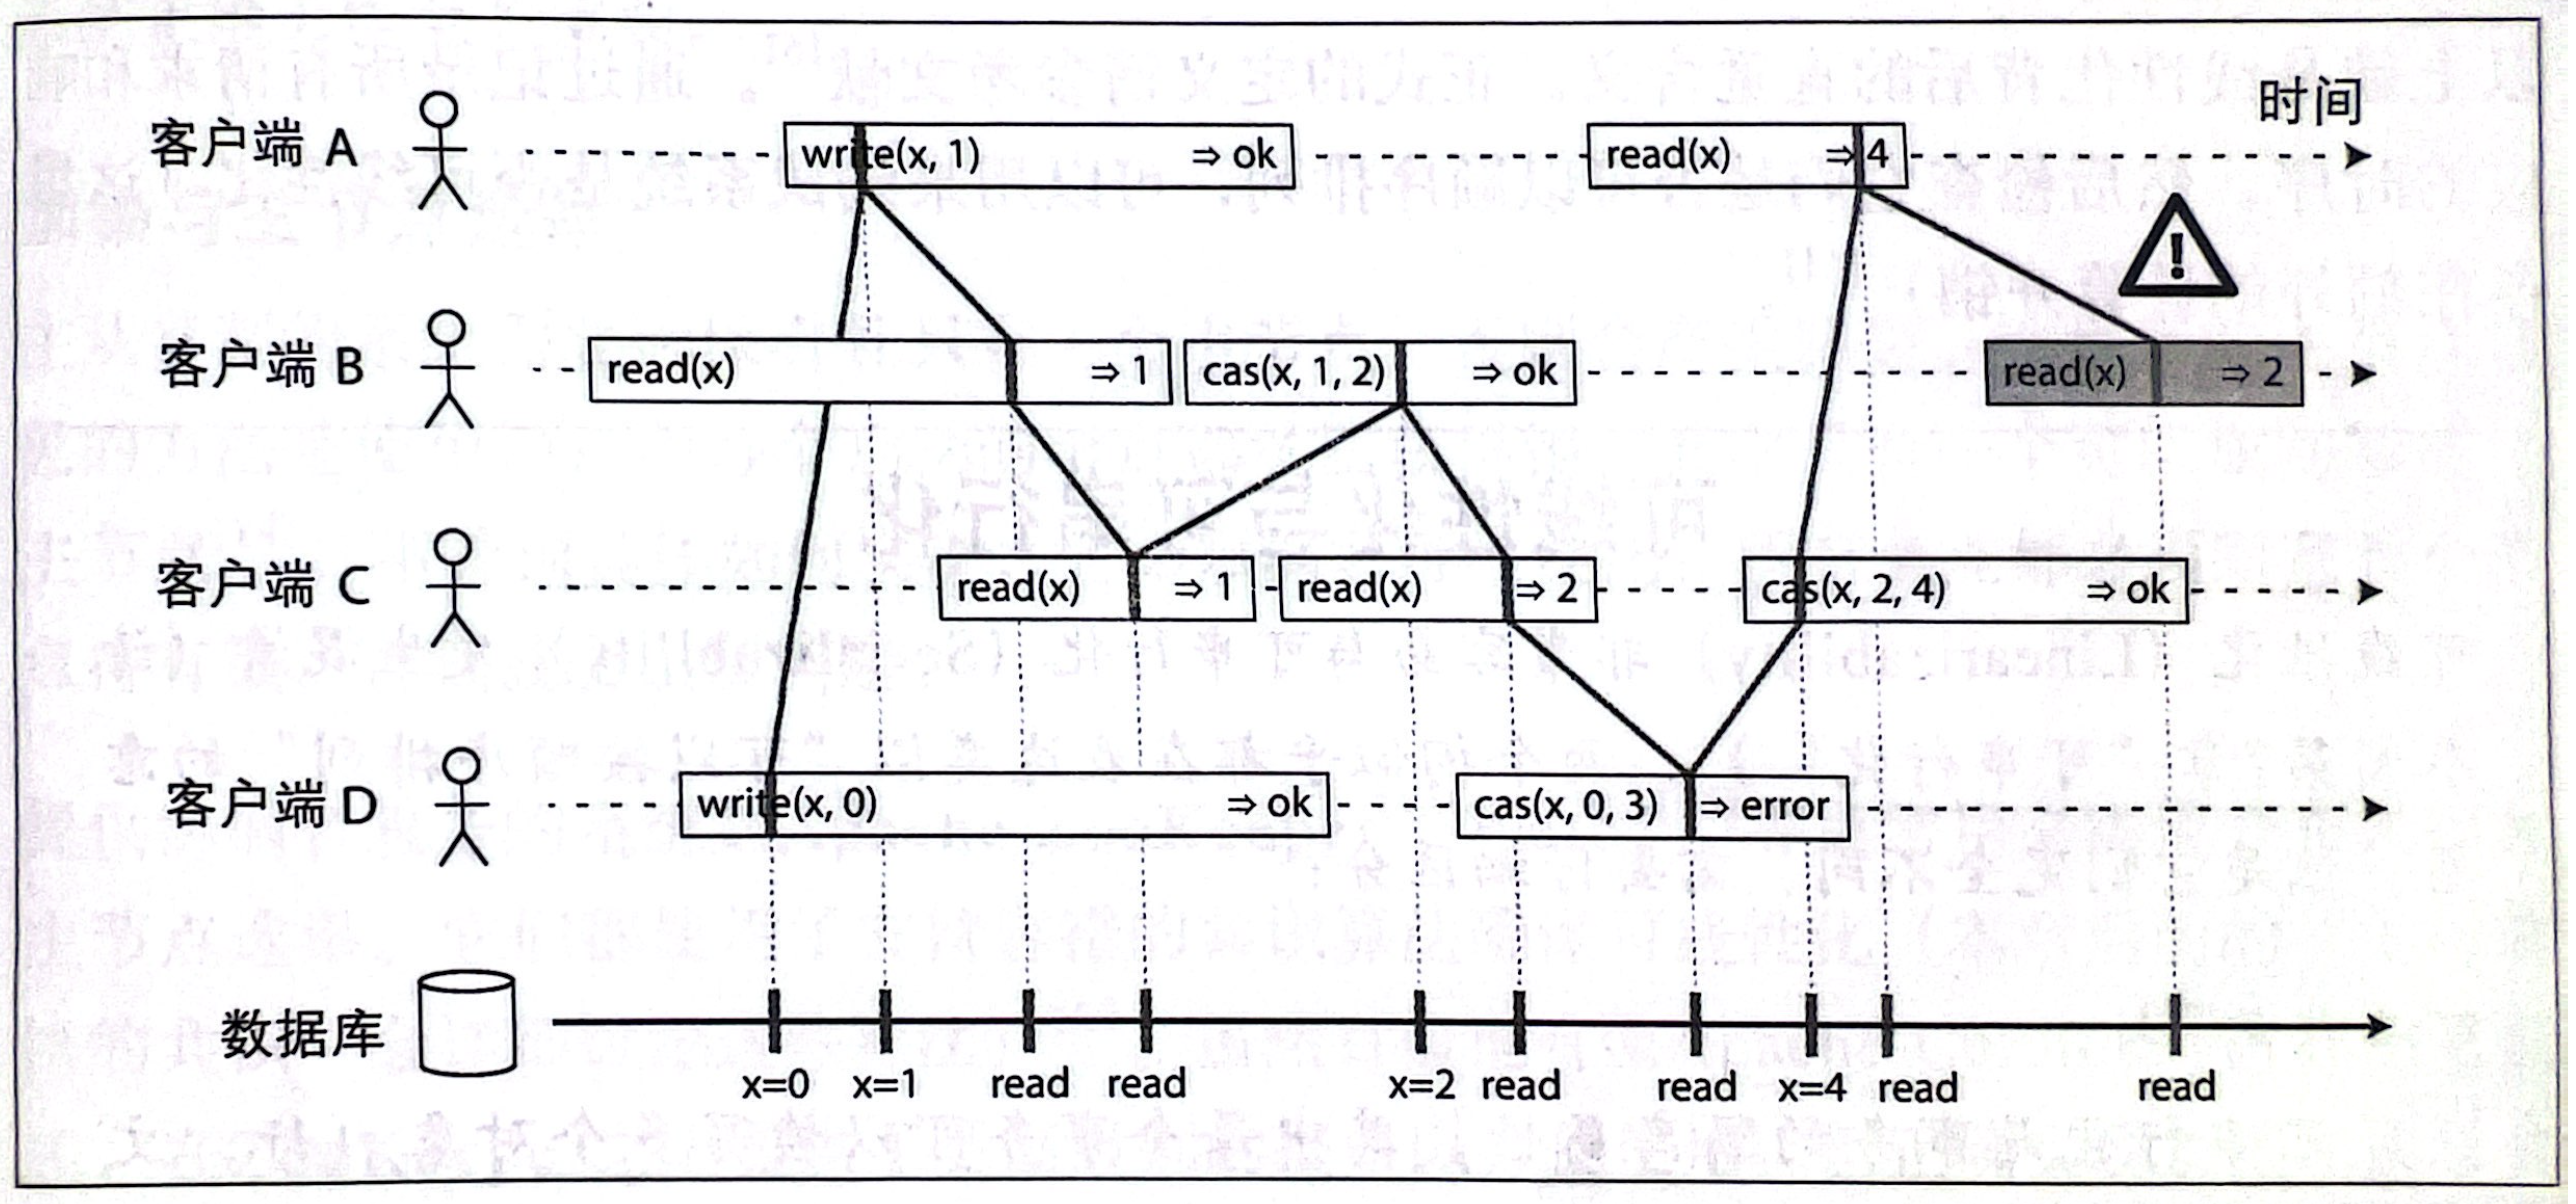 时间
客户端 A write(x, 1) ⇒ ok read(x) ⇒ 4
!
客户端 B read(x) ⇒ 1 cas(x, 1, 2) ⇒ ok read(x) ⇒ 2
客户端 C read(x) ⇒ 1 read(x) ⇒ 2 cas(x, 2, 4) ⇒ ok
客户端 D write(x, 0) ⇒ ok cas(x, 0, 3) ⇒ error
数据库
x=0 x=1 read read x=2 read read x=4 read read